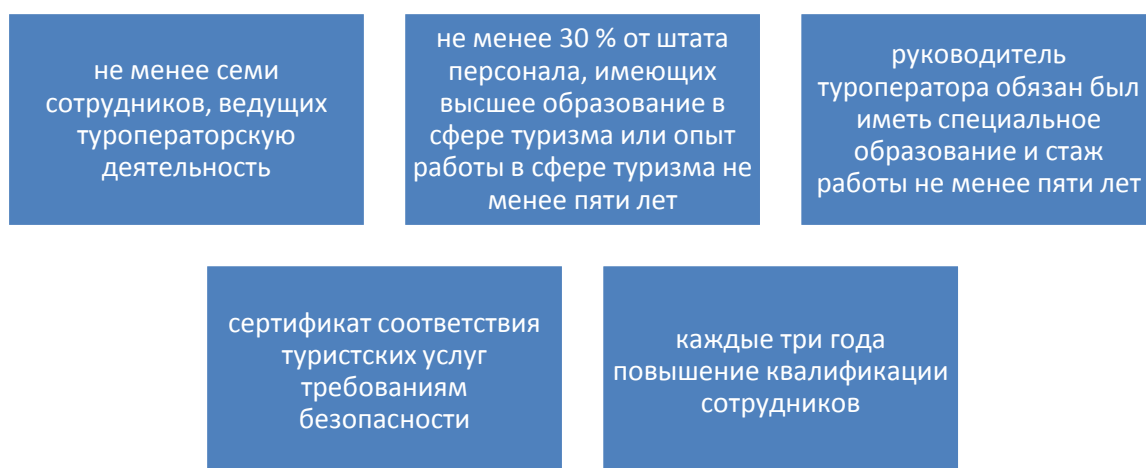 не менее семи
сотрудников, ведущих
туроператорскую
деятельность
не менее 30 % от штата
персонала, имеющих
высшее образование в
сфере туризма или опыт
работы в сфере туризма не
менее пяти лет
руководитель
туроператора обязан был
иметь специальное
образование и стаж
работы не менее пяти лет
сертификат соответствия
туристских услуг
требованиям
безопасности
каждые три года
повышение квалификации
сотрудников